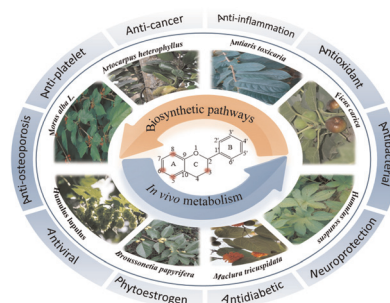 Anti-cancer
Anti-inflammation
Antioxidant
Antibacterial
Neuroprotection
Antidiabetic
Phytoestrogen
Antiviral
Anti-osteoporosis
Anti-platelet
Artocarpus heterophyllus
Antiaris toxicaria
Ficus carica
Humulus scandens
Maclura tricuspidata
Broussonetia papyrifera
Humulus lupulus
Morus alba L.
Biosynthetic pathways
In vivo metabolism
A
C
B